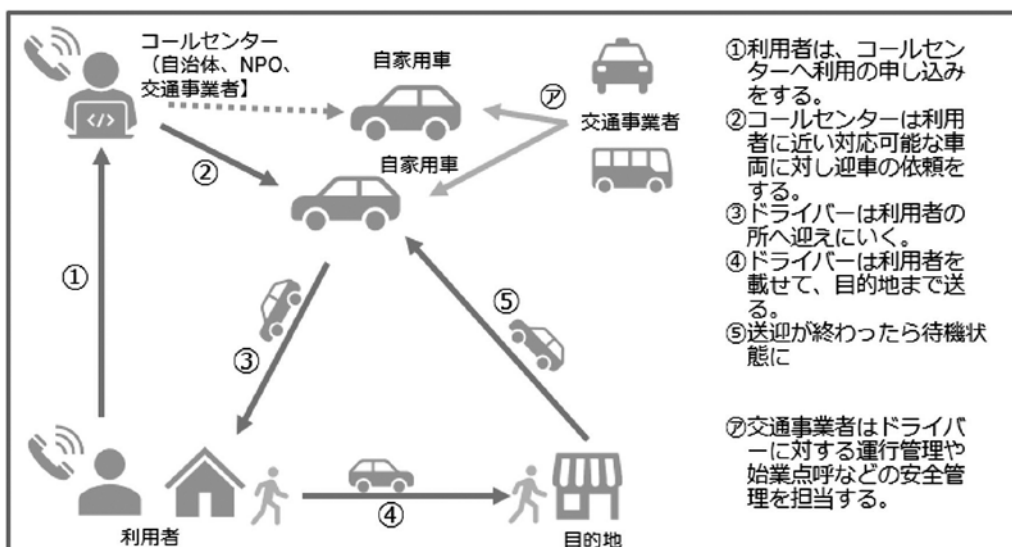 コールセンター
(自治体、NPO、
交通事業者】
自家用車
自家用車
交通事業者
</>
①
②
③
④
⑤
㋐
利用者
目的地
①利用者は、コールセン
ターへ利用の申し込み
をする。
②コールセンターは利用
者に近い対応可能な車
両に対し迎車の依頼を
する。
③ドライバーは利用者の
所へ迎えにいく。
④ドライバーは利用者を
載せて、目的地まで送
る。
⑤送迎が終わったら待機状
態に
㋐交通事業者はドライバ
ーに対する運行管理や
始業点呼などの安全管
理を担当する。